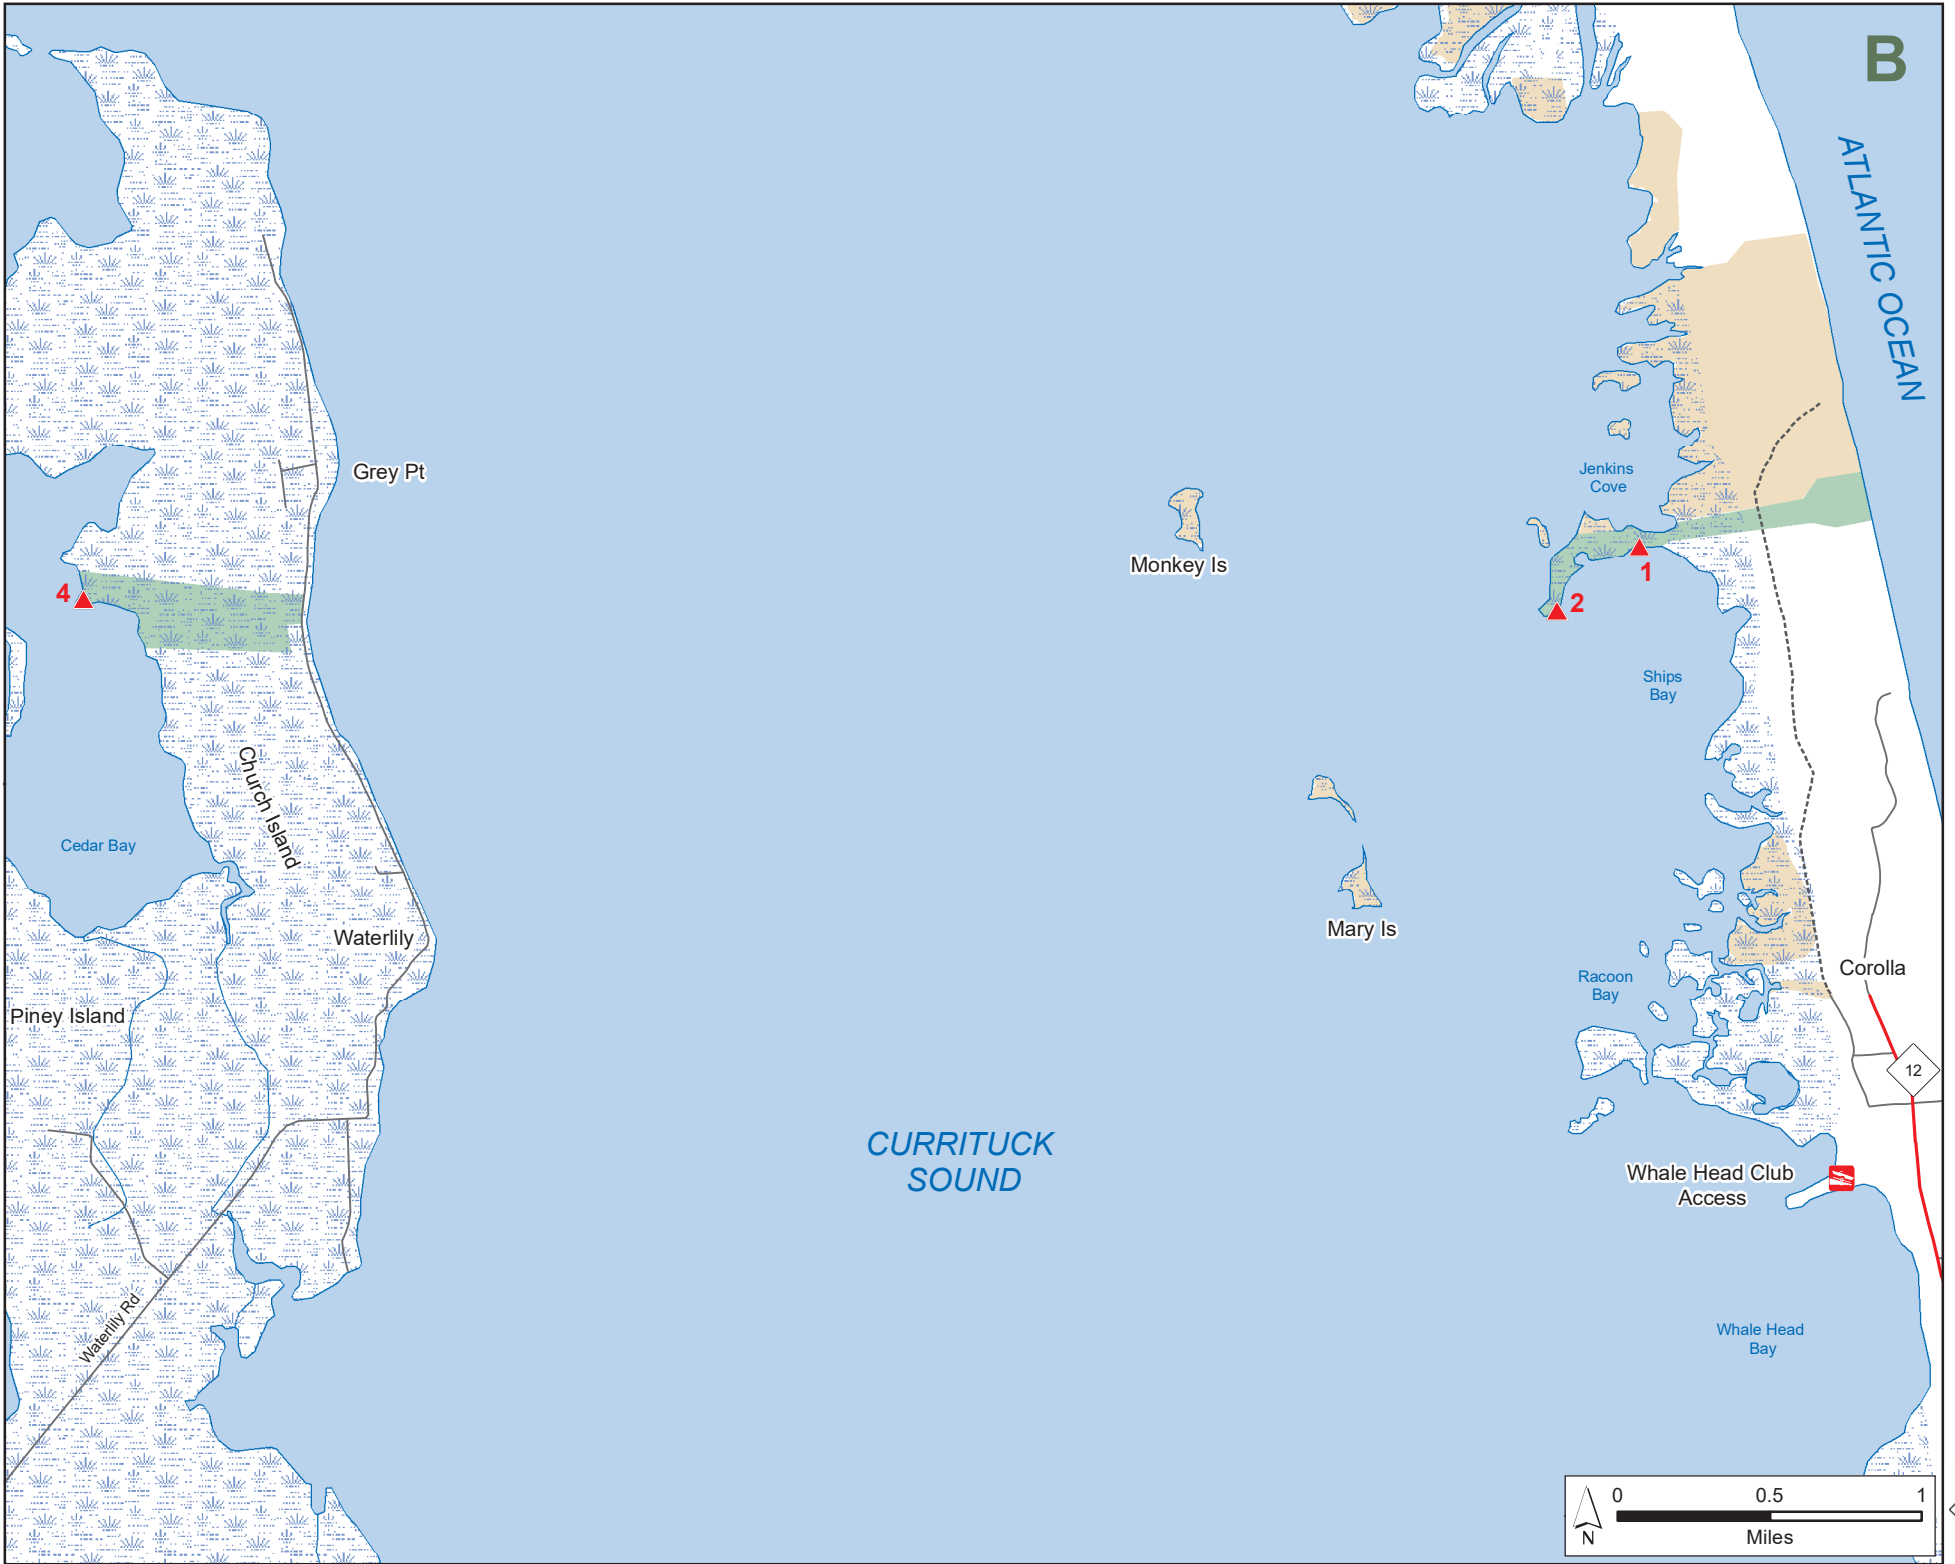 B
ATLANTIC OCEAN
Grey Pt
Jenkins
Cove
Monkey Is
1
4
2
Ships
Bay
Church Island
Cedar Bay
Waterlily
Mary Is
Racoon
Bay
Corolla
Piney Island
12
CURRITUCK
SOUND
Whale Head Club
Access
Waterlily Rd
Whale Head
Bay
0 0.5 1
Miles
N